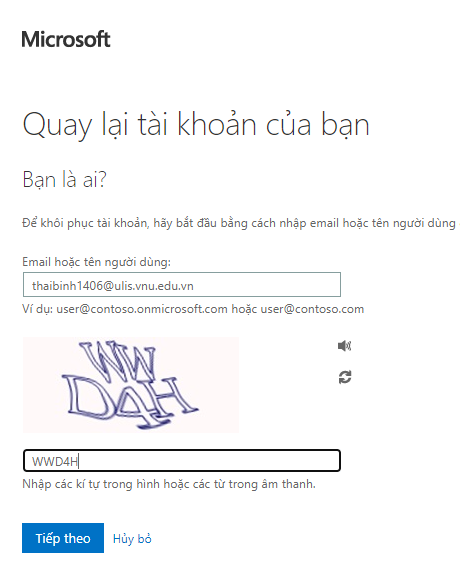 Microsoft
Quay lại tài khoản của bạn
Bạn là ai?
Để khôi phục tài khoản, hãy bắt đầu bằng cách nhập email hoặc tên người dùng
Email hoặc tên người dùng:
thaibinh1406@ulis.vnu.edu.vn
Ví dụ: user@contoso.onmicrosoft.com hoặc user@contoso.com
WW
D4H
WWD4H
Nhập các kí tự trong hình hoặc các từ trong âm thanh.
Tiếp theo
Hủy bỏ